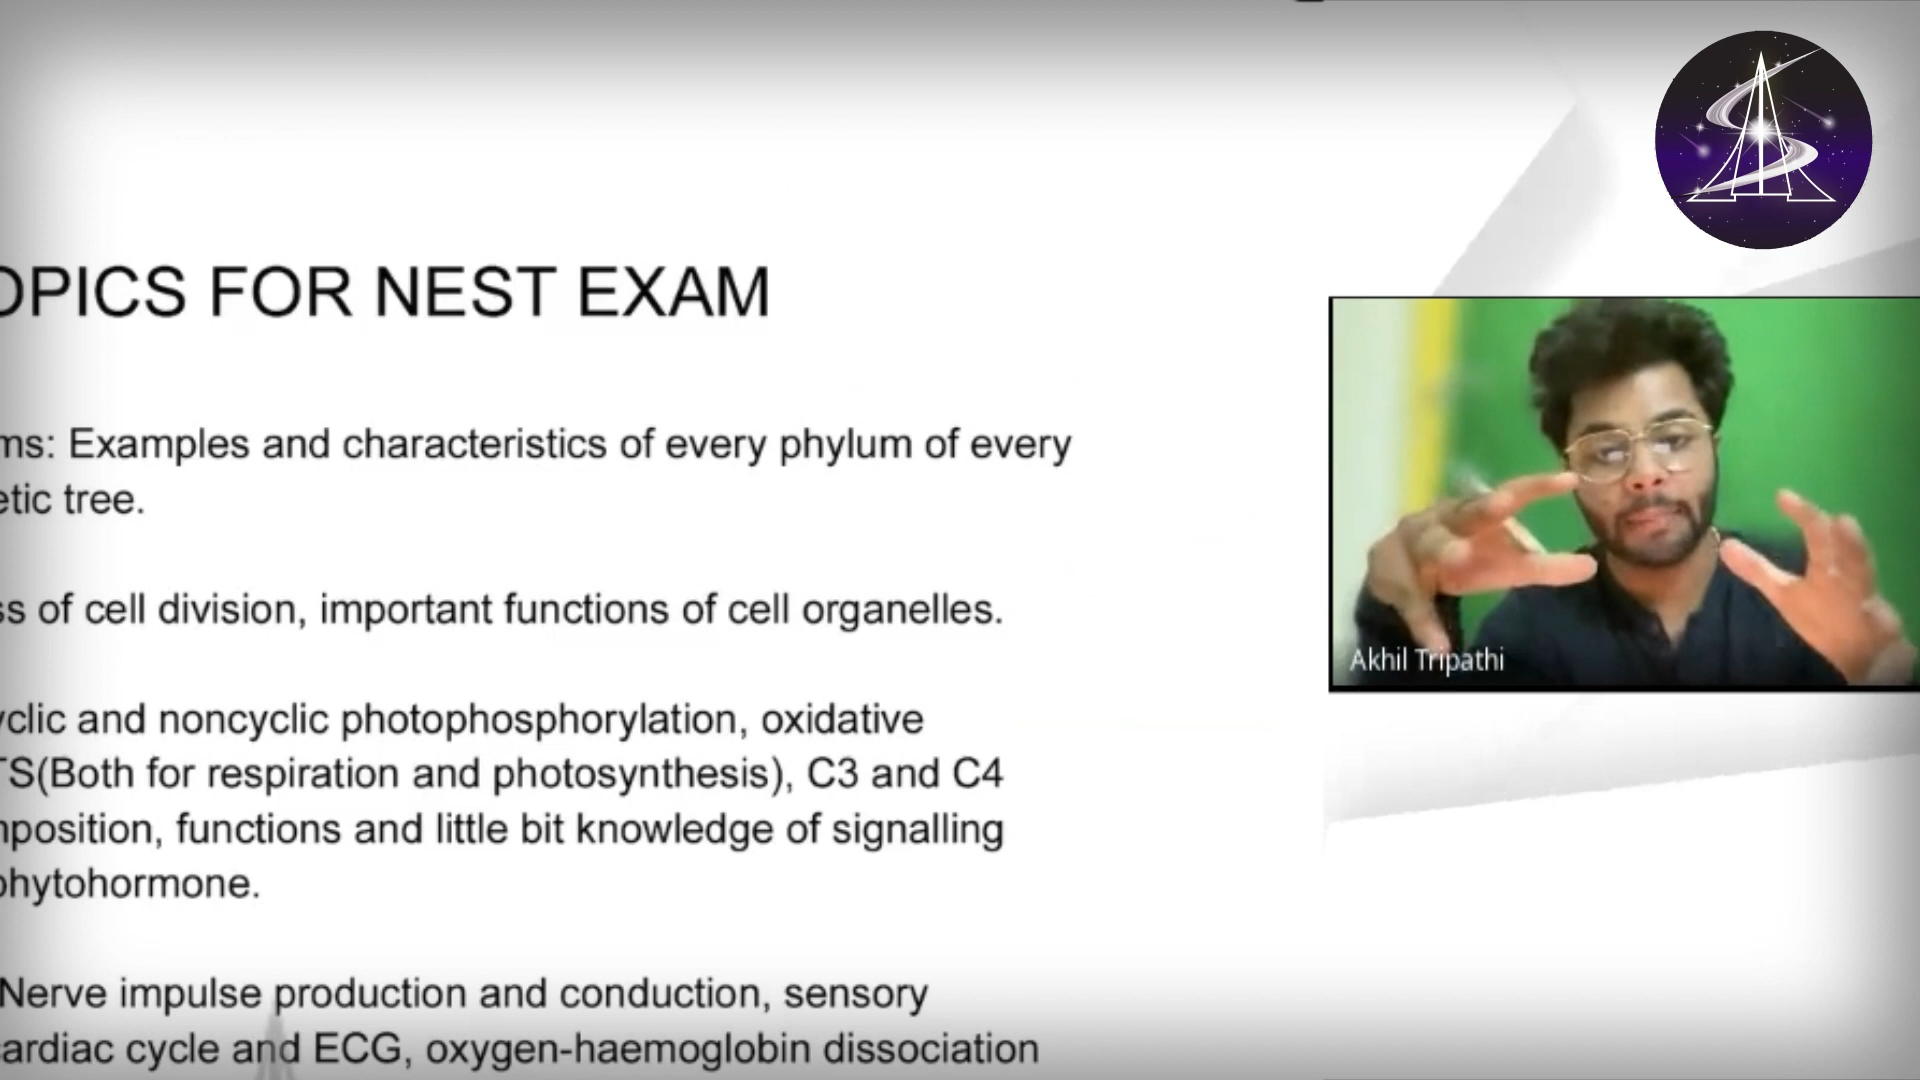 OPICS FOR NEST EXAM
ms: Examples and characteristics of every phylum of every
etic tree.
ss of cell division, important functions of cell organelles.
yclic and noncyclic photophosphorylation, oxidative
TS(Both for respiration and photosynthesis), C3 and C4
nposition, functions and little bit knowledge of signalling
phytohormone.
Nerve impulse production and conduction, sensory
cardiac cycle and ECG, oxygen-haemoglobin dissociation
Akhil Tripathi